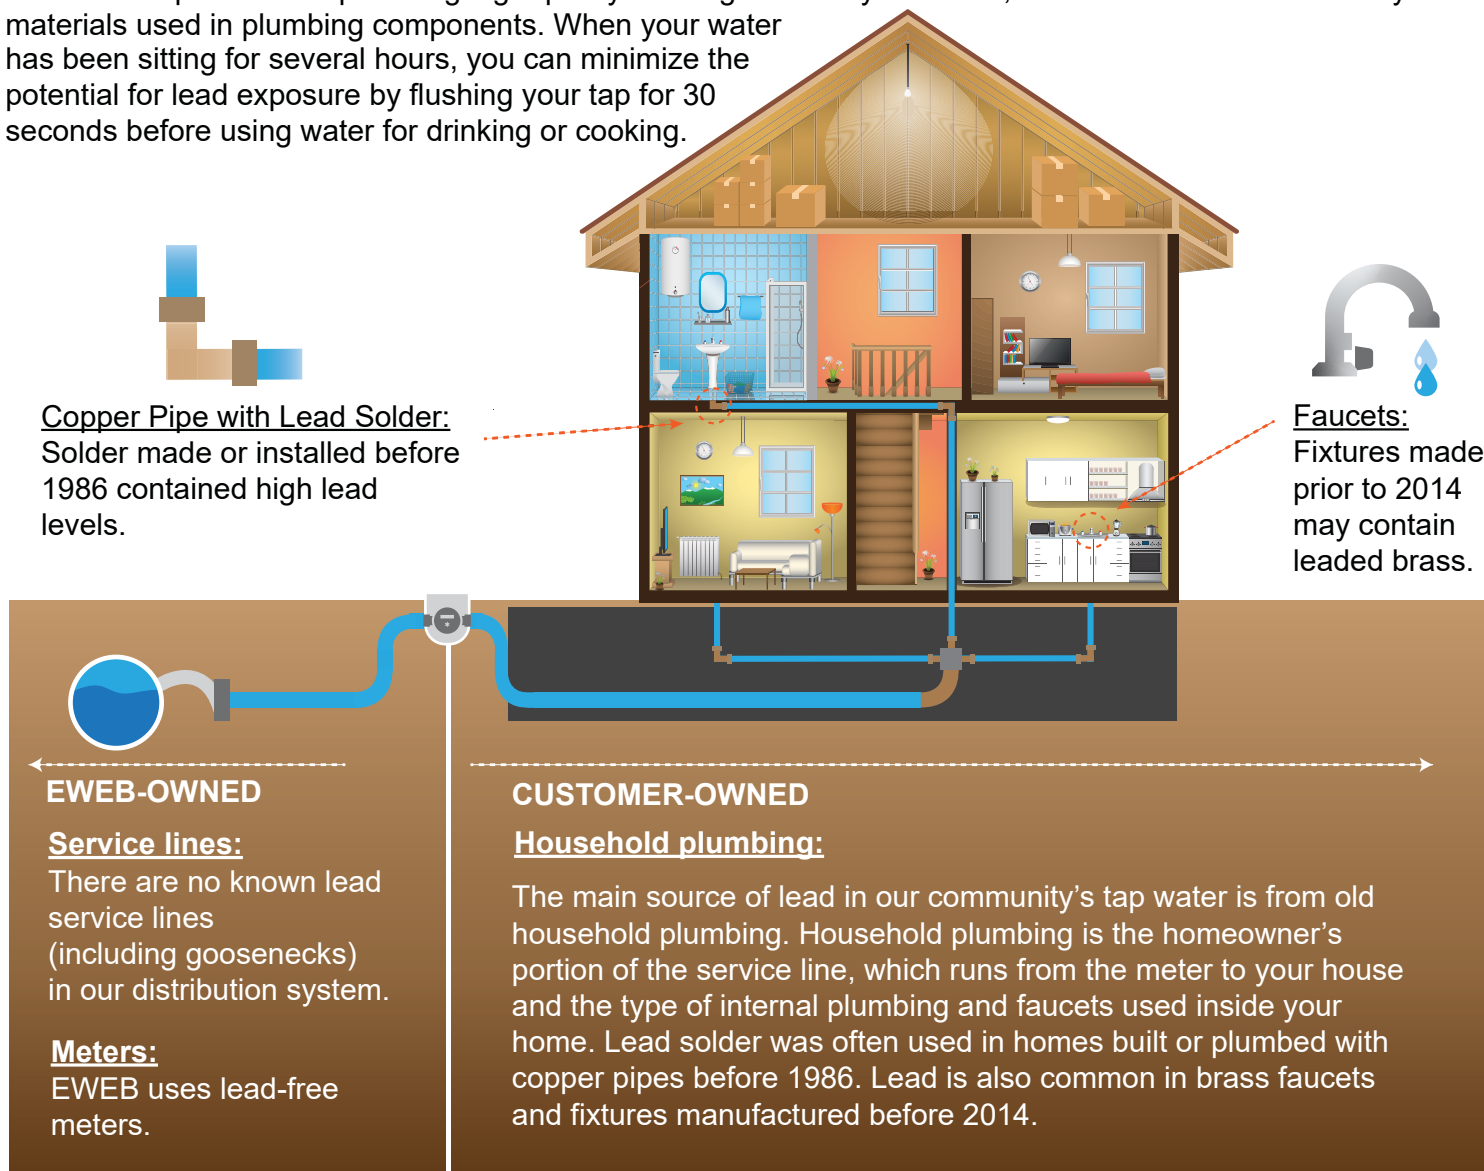 materials used in plumbing components. When your water
has been sitting for several hours, you can minimize the
potential for lead exposure by flushing your tap for 30
seconds before using water for drinking or cooking.
Copper Pipe with Lead Solder:
Solder made or installed before
1986 contained high lead
levels.
Faucets:
Fixtures made
prior to 2014
may contain
leaded brass.
EWEB-OWNED
Service lines:
There are no known lead
service lines
(including goosenecks)
in our distribution system.
Meters:
EWEB uses lead-free
meters.
CUSTOMER-OWNED
Household plumbing:
The main source of lead in our community’s tap water is from old
household plumbing. Household plumbing is the homeowner’s
portion of the service line, which runs from the meter to your house
and the type of internal plumbing and faucets used inside your
home. Lead solder was often used in homes built or plumbed with
copper pipes before 1986. Lead is also common in brass faucets
and fixtures manufactured before 2014.